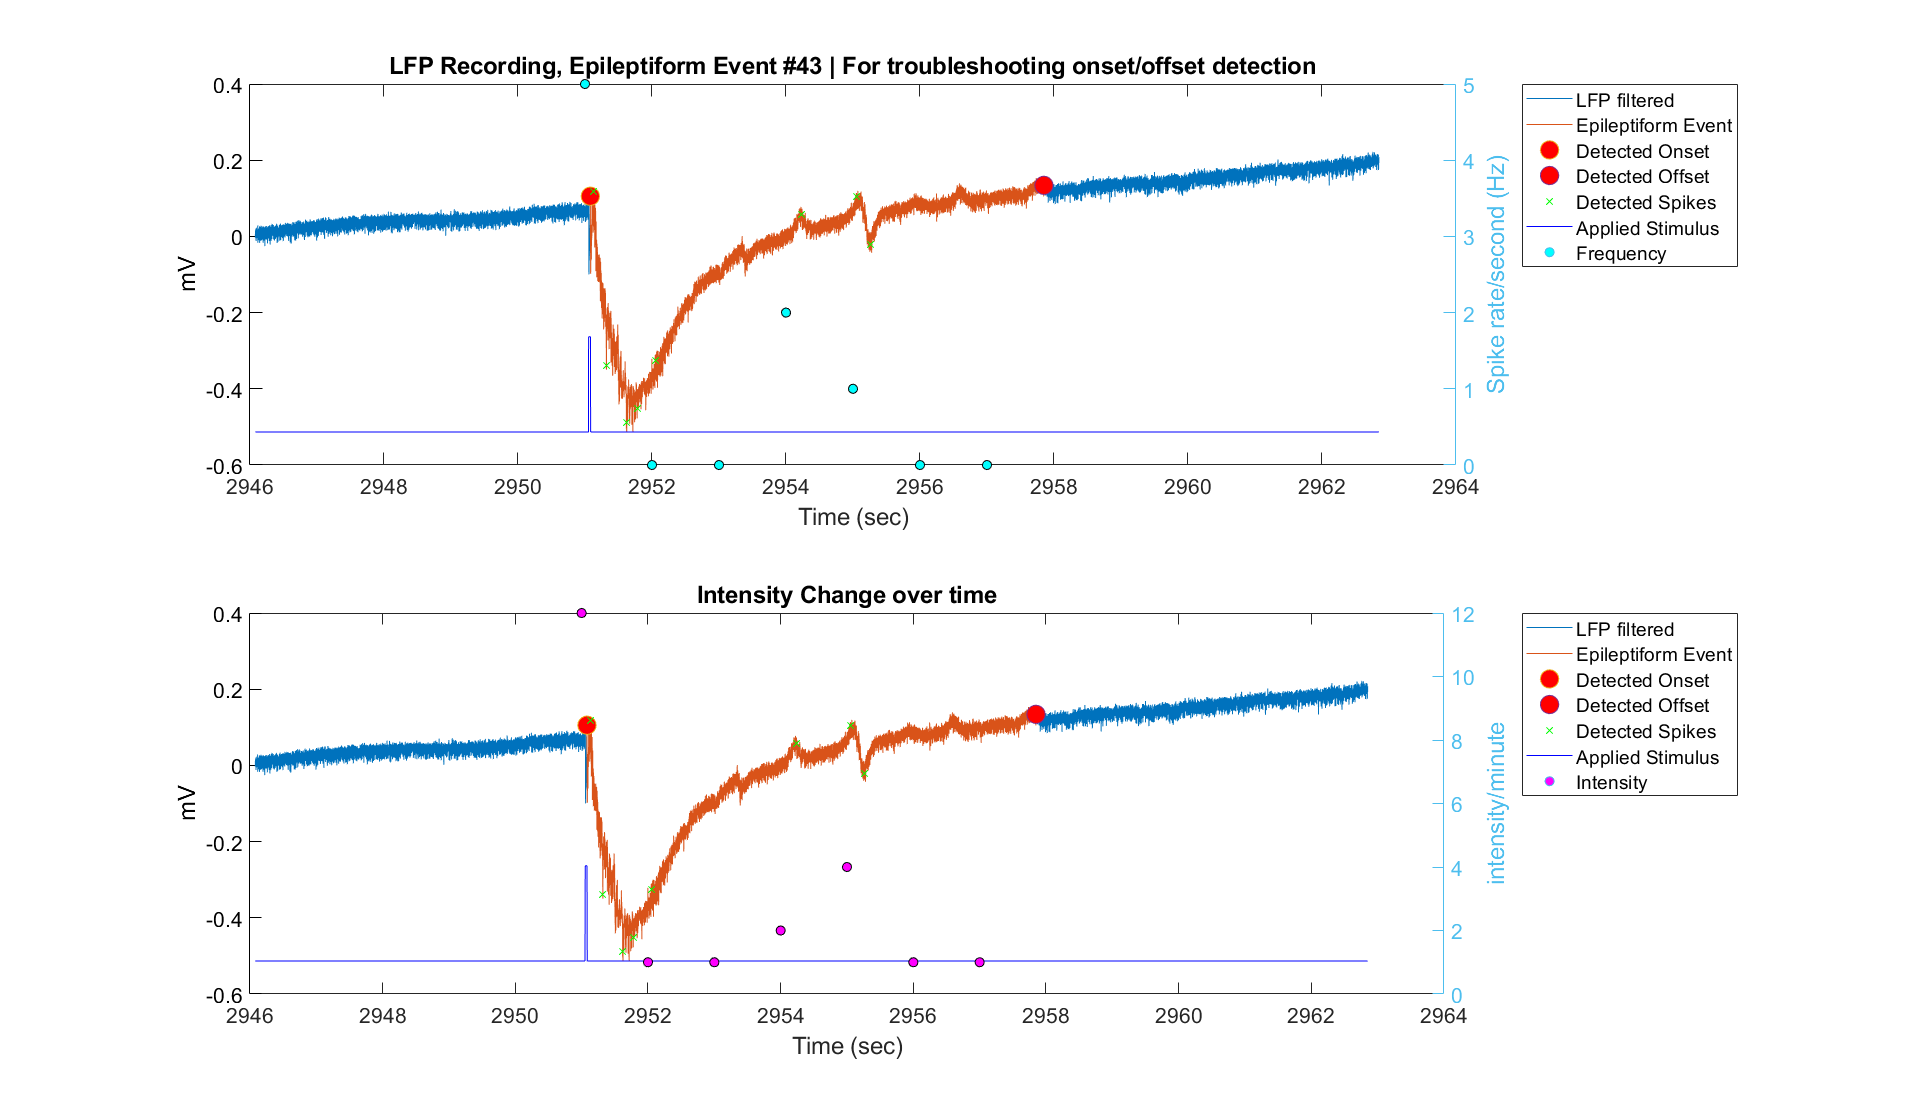 LFP Recording, Epileptiform Event #43 | For troubleshooting onset/offset detection
0.4
0.2
0
-0.2
-0.4
-0.6
mV
5
4
3
2
1
0
Spike rate/second (Hz)
2946 2948 2950 2952 2954 2956 2958 2960 2962 2964
Time (sec)
LFP filtered
Epileptiform Event
Detected Onset
Detected Offset
Detected Spikes
Applied Stimulus
Frequency
Intensity Change over time
0.4
0.2
0
-0.2
-0.4
-0.6
mV
12
10
8
6
4
2
0
intensity/minute
2946 2948 2950 2952 2954 2956 2958 2960 2962 2964
Time (sec)
LFP filtered
Epileptiform Event
Detected Onset
Detected Offset
Detected Spikes
Applied Stimulus
Intensity